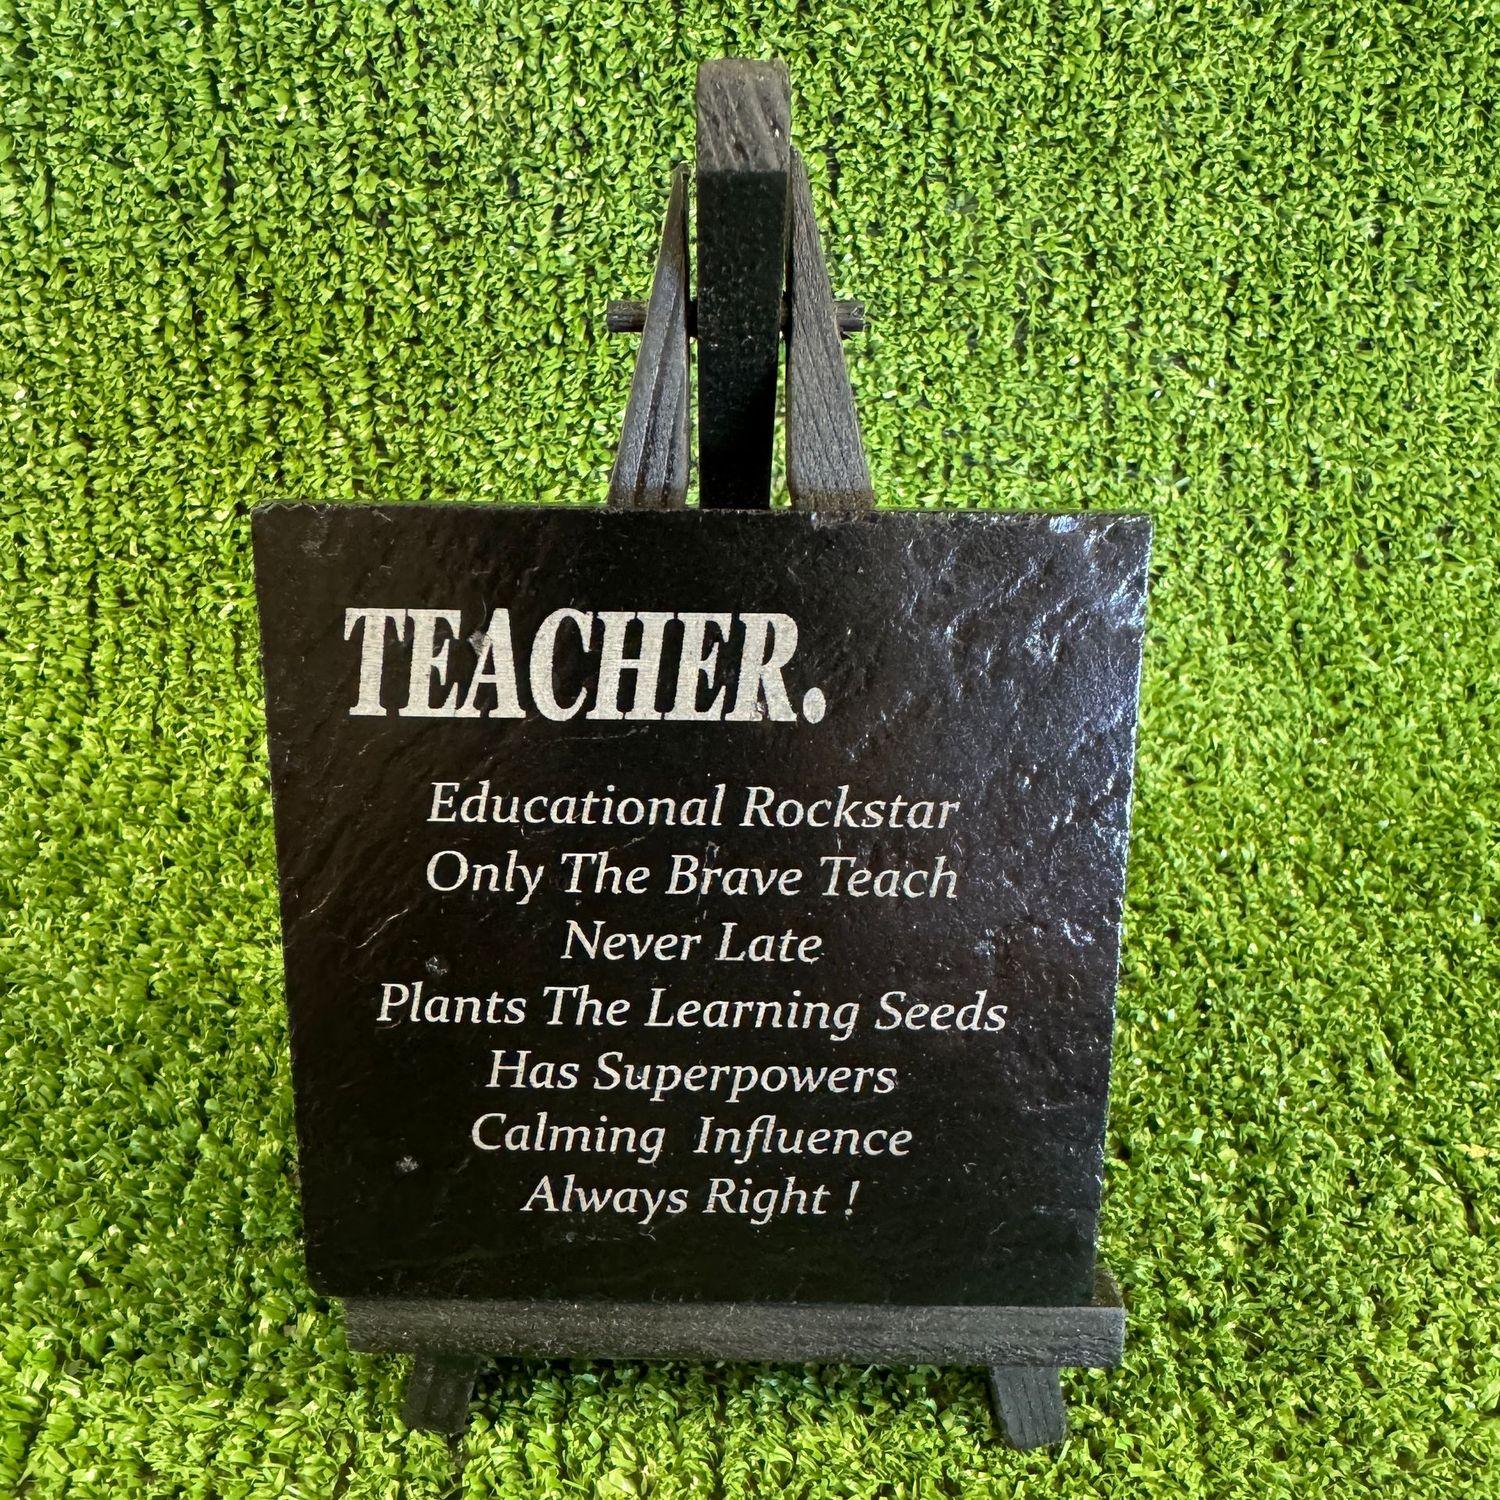 TEACHER.
Educational Rockstar
Only The Brave Teach
Never Late
Plants The Learning Seeds
Has Superpowers
Calming Influence
Always Right !